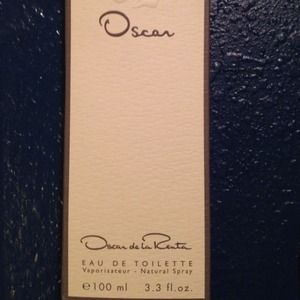 Oscar
Oscar de la Renta
EAU DE TOILETTE
Vaporisateur - Natural Spray
e 100 ml 3.3 fl.oz.